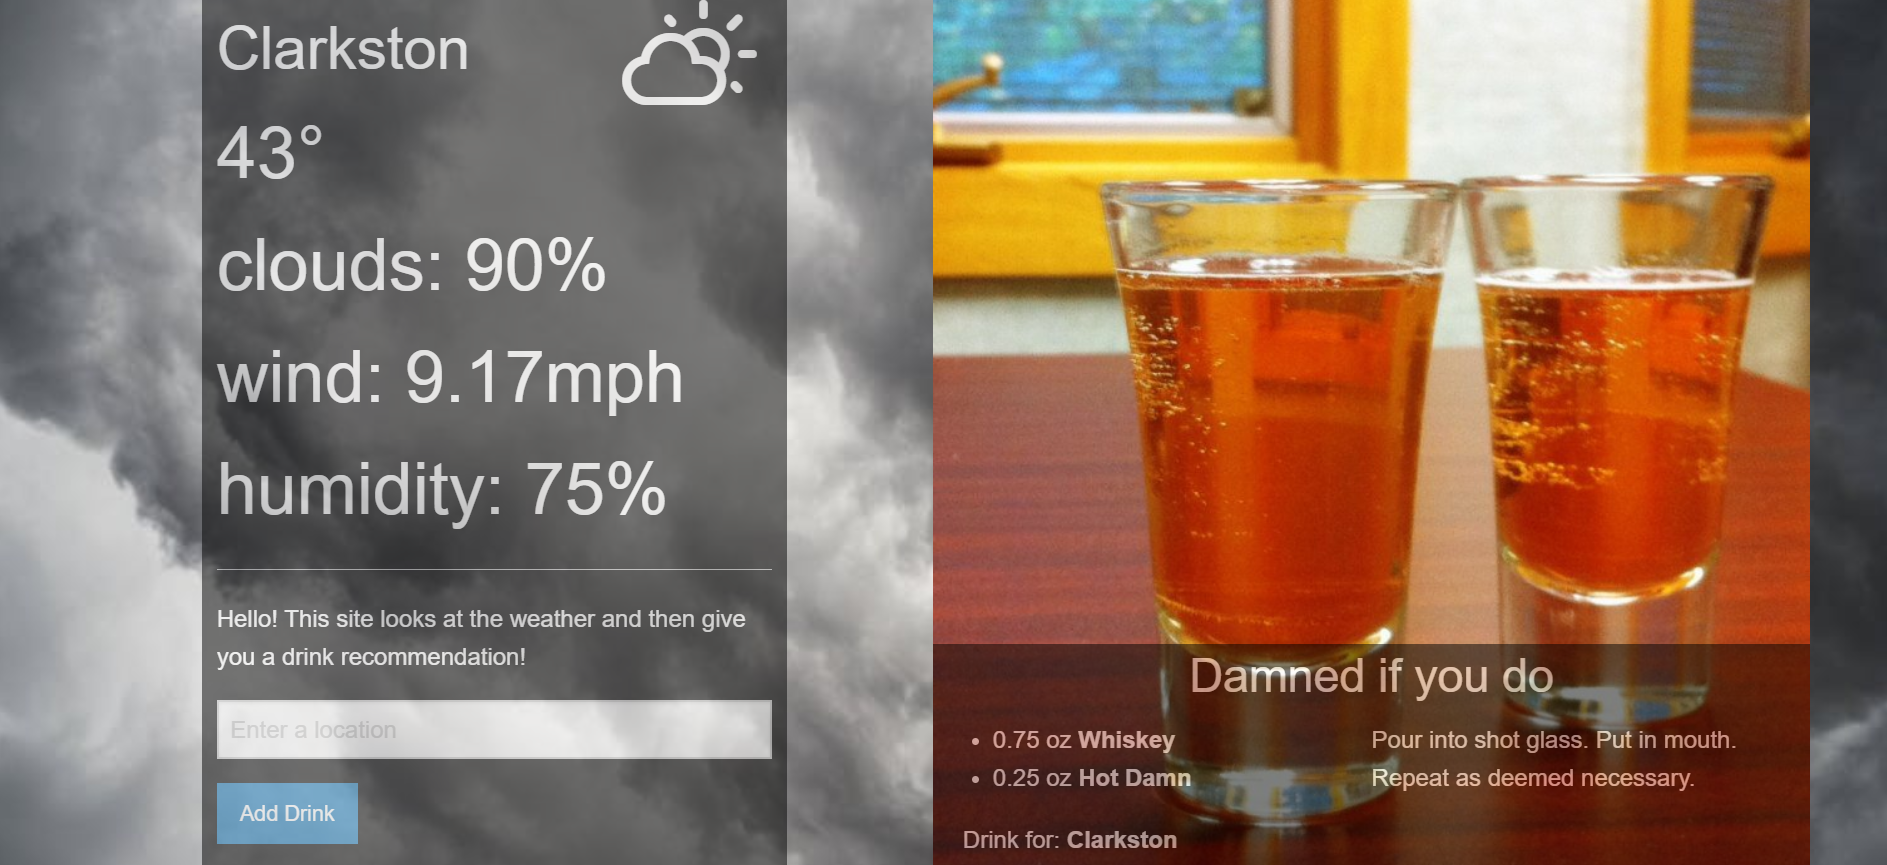 Clarkston
43°
clouds: 90%
wind: 9.17mph
humidity: 75%
Hello! This site looks at the weather and then give
you a drink recommendation!
Enter a location
Add Drink
Damned if you do
• 0.75 oz Whiskey
• 0.25 oz Hot Damn
Pour into shot glass. Put in mouth.
Repeat as deemed necessary.
Drink for: Clarkston